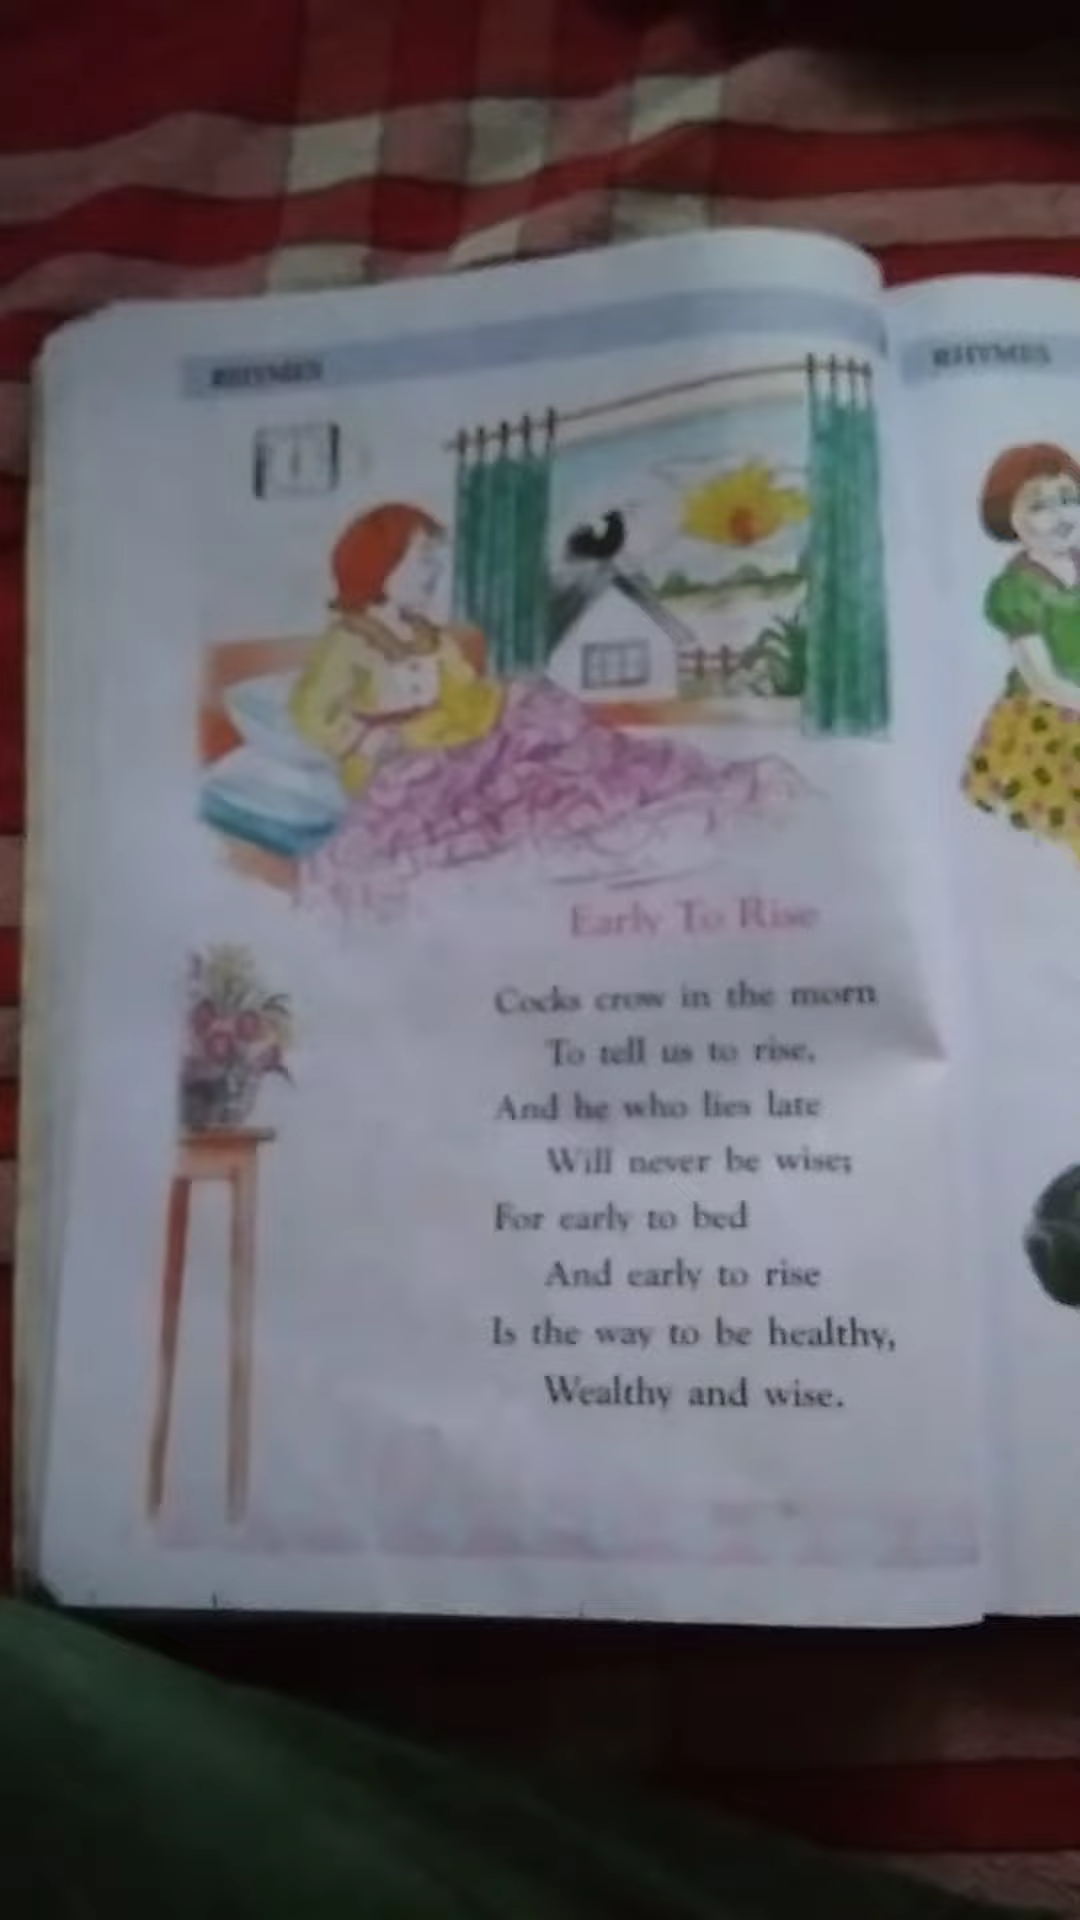 RHYMES
Early To Rise
Cocks crow in the morn
To tell us to rise,
And he who lies late
Will never be wise;
For early to bed
And early to rise
Is the way to be healthy,
Wealthy and wise.
RHYMES